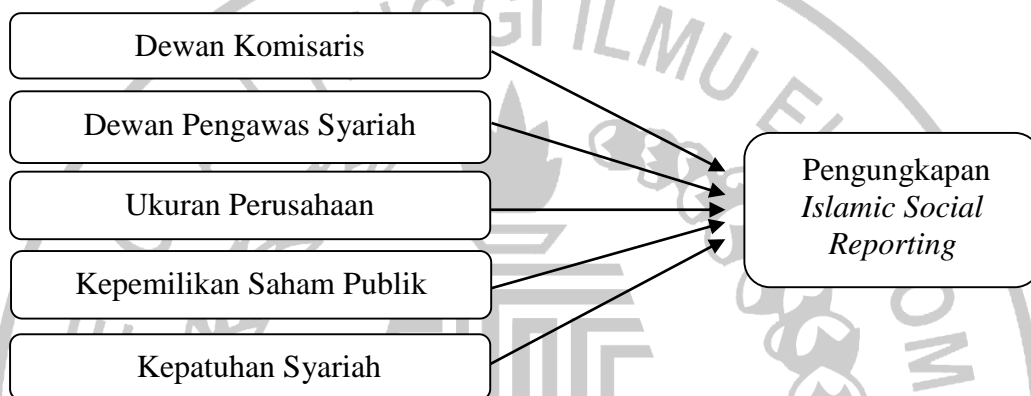 Dewan Komisaris
Dewan Pengawas Syariah
Ukuran Perusahaan
Kepemilikan Saham Publik
Kepatuhan Syariah
Pengungkapan
Islamic Social
Reporting